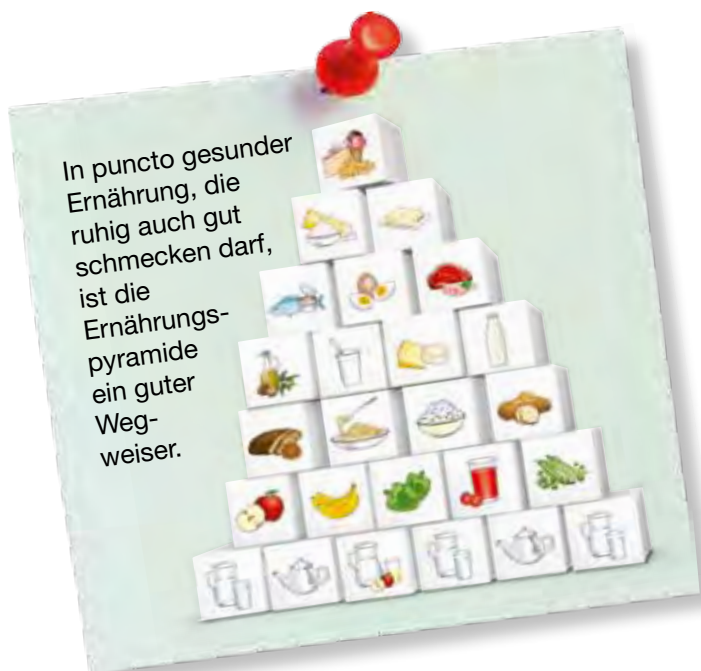 In puncto gesunder
Ernährung, die
ruhig auch gut
schmecken darf,
ist die
Ernährungs-
pyramide
ein guter
Weg-
weiser.